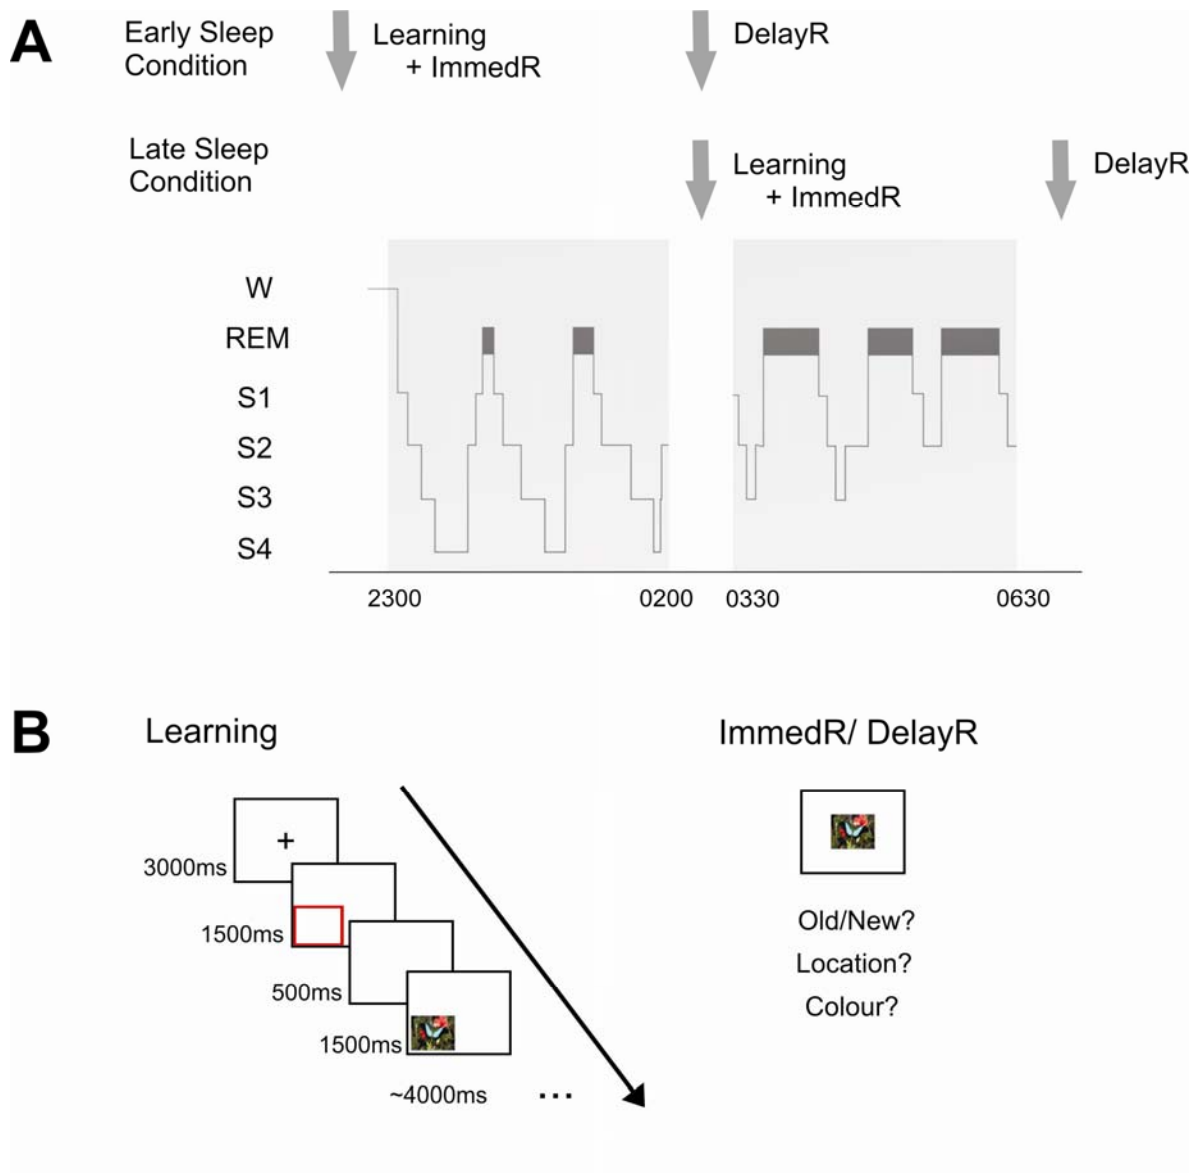 A
Early Sleep
Condition
Learning
+ ImmedR
DelayR
Late Sleep
Condition
Learning
+ ImmedR
DelayR
W
REM
S1
S2
S3
S4
2300
0200
0330
0630
B
Learning
ImmedR/ DelayR
+
3000ms
1500ms
500ms
1500ms
~4000ms ...
Old/New?
Location?
Colour?